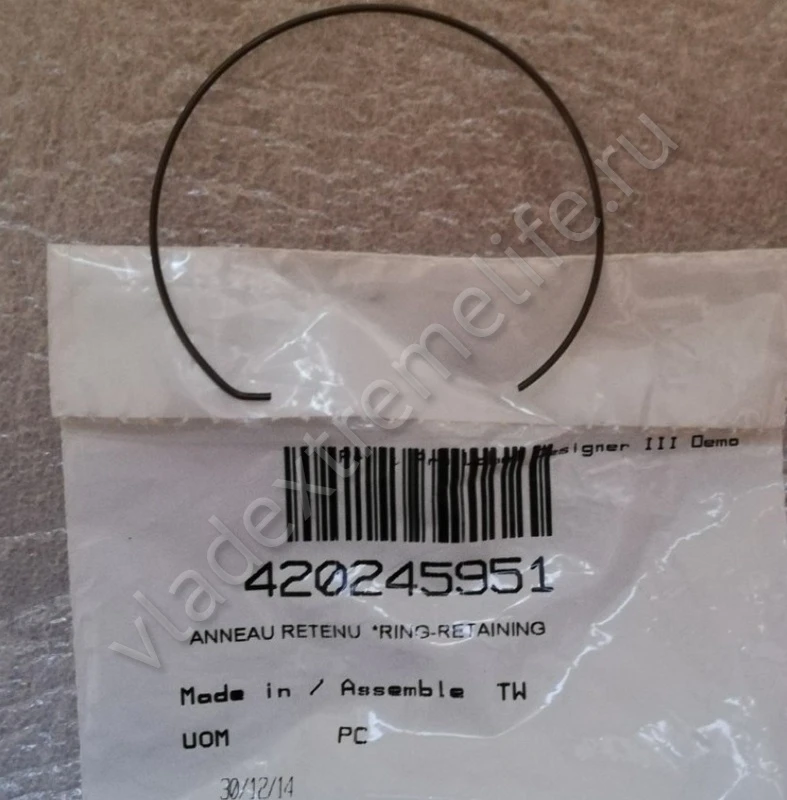 Designer III Demo
420245951
ANNEAU RETENU *RING-RETAINING
Made in / Assemble TW
UOM PC
30/12/14
vladextremelife.ru